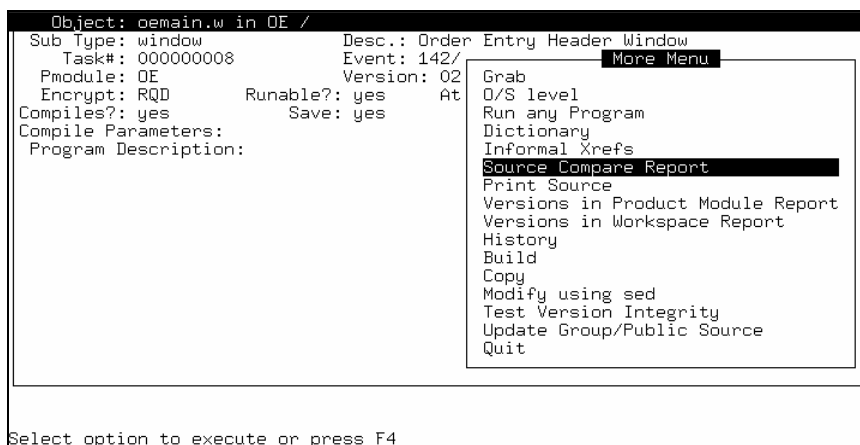 Object: oemain.w in OE /
Sub Type: window Desc.: Order Entry Header Window
Task#: 000000008 Event: 142/
Pmodule: OE Version: 02
Encrypt: RQD Runable?: yes At
Compiles?: yes Save: yes
Compile Parameters:
Program Description:
More Menu
Grab
O/S level
Run any Program
Dictionary
Informal Xrefs
Source Compare Report
Print Source
Versions in Product Module Report
Versions in Workspace Report
History
Build
Copy
Modify using sed
Test Version Integrity
Update Group/Public Source
Quit
Select option to execute or press F4